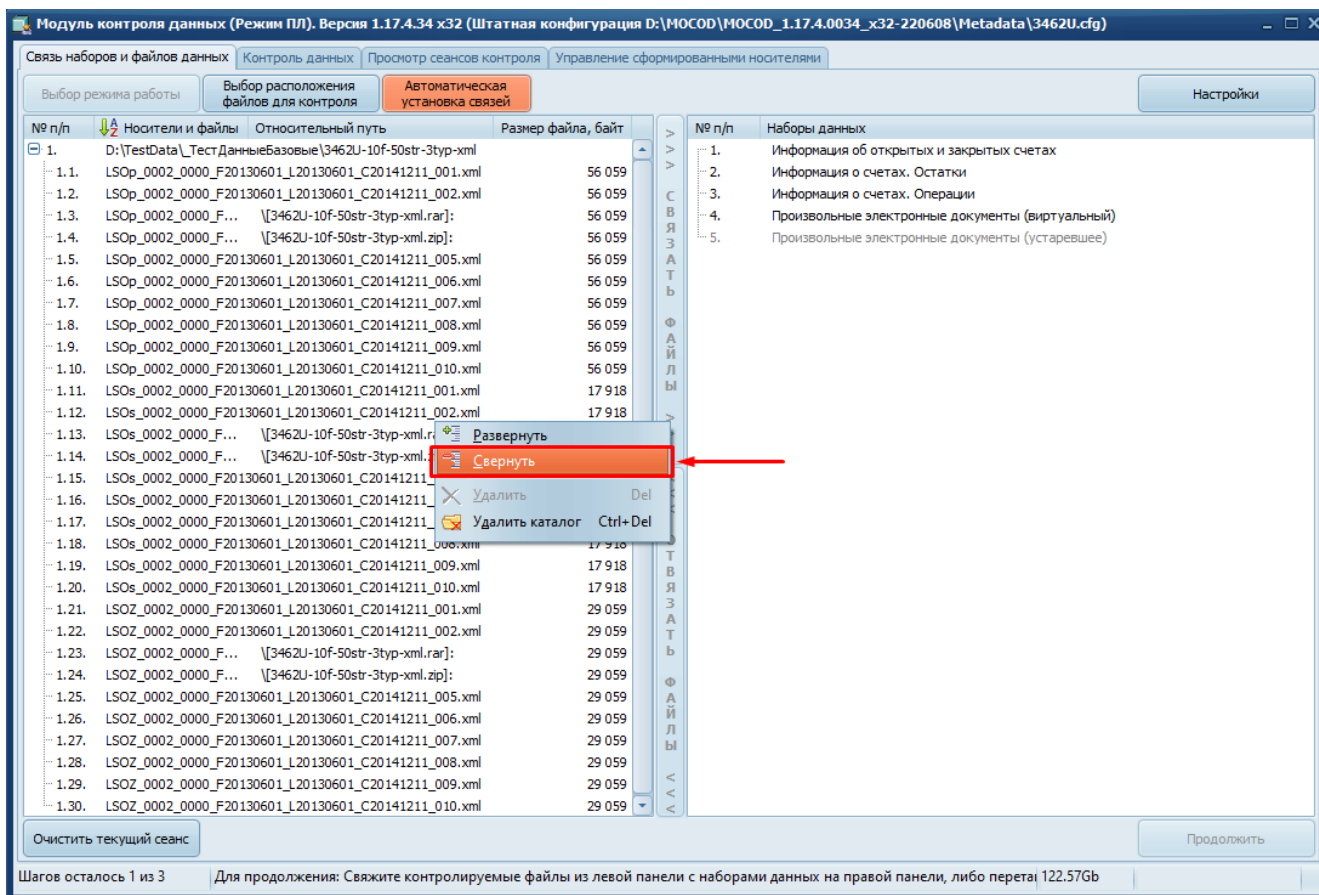 Модуль контроля данных (Режим ПЛ). Версия 1.17.4.34 x32 (Штатная конфигурация D:\MOCOD\MOCOD_1.17.4.0034_x32-220608\Metadata\3462U.cfg)
Связь наборов и файлов данных Контроль данных Просмотр сеансов контроля Управление сформированными носителями
Выбор режима работы
Выбор расположения
файлов для контроля
Автоматическая
установка связей
Настройки
№ п/п Носители и файлы Относительный путь Размер файла, байт
1. D:\TestData\_ТестДанныеБазовые\3462U-10f-50str-3typ-xml
1.1. LSOp_0002_0000_F20130601_L20130601_C20141211_001.xml 56 059
1.2. LSOp_0002_0000_F20130601_L20130601_C20141211_002.xml 56 059
1.3. LSOp_0002_0000_F... \[3462U-10f-50str-3typ-xml.rar]: 56 059
1.4. LSOp_0002_0000_F... \[3462U-10f-50str-3typ-xml.zip]: 56 059
1.5. LSOp_0002_0000_F20130601_L20130601_C20141211_005.xml 56 059
1.6. LSOp_0002_0000_F20130601_L20130601_C20141211_006.xml 56 059
1.7. LSOp_0002_0000_F20130601_L20130601_C20141211_007.xml 56 059
1.8. LSOp_0002_0000_F20130601_L20130601_C20141211_008.xml 56 059
1.9. LSOp_0002_0000_F20130601_L20130601_C20141211_009.xml 56 059
1.10. LSOp_0002_0000_F20130601_L20130601_C20141211_010.xml 56 059
1.11. LSOs_0002_0000_F20130601_L20130601_C20141211_001.xml 17 918
1.12. LSOs_0002_0000_F20130601_L20130601_C20141211_002.xml 17 918
1.13. LSOs_0002_0000_F... \[3462U-10f-50str-3typ-xml.r
1.14. LSOs_0002_0000_F... \[3462U-10f-50str-3typ-xml.
1.15. LSOs_0002_0000_F20130601_L20130601_C20141211_
1.16. LSOs_0002_0000_F20130601_L20130601_C20141211_
1.17. LSOs_0002_0000_F20130601_L20130601_C20141211_
1.18. LSOs_0002_0000_F20130601_L20130601_C20141211_008.xml 17 918
1.19. LSOs_0002_0000_F20130601_L20130601_C20141211_009.xml 17 918
1.20. LSOs_0002_0000_F20130601_L20130601_C20141211_010.xml 17 918
1.21. LSOZ_0002_0000_F20130601_L20130601_C20141211_001.xml 29 059
1.22. LSOZ_0002_0000_F20130601_L20130601_C20141211_002.xml 29 059
1.23. LSOZ_0002_0000_F... \[3462U-10f-50str-3typ-xml.rar]: 29 059
1.24. LSOZ_0002_0000_F... \[3462U-10f-50str-3typ-xml.zip]: 29 059
1.25. LSOZ_0002_0000_F20130601_L20130601_C20141211_005.xml 29 059
1.26. LSOZ_0002_0000_F20130601_L20130601_C20141211_006.xml 29 059
1.27. LSOZ_0002_0000_F20130601_L20130601_C20141211_007.xml 29 059
1.28. LSOZ_0002_0000_F20130601_L20130601_C20141211_008.xml 29 059
1.29. LSOZ_0002_0000_F20130601_L20130601_C20141211_009.xml 29 059
1.30. LSOZ_0002_0000_F20130601_L20130601_C20141211_010.xml 29 059
Развернуть
Свернуть
Удалить Del
Удалить каталог Ctrl+Del
> > > СВЯЗАТЬ ФАЙЛЫ >
ОТВЯЗАТЬ ФАЙЛЫ < < <
№ п/п Наборы данных
1. Информация об открытых и закрытых счетах
2. Информация о счетах. Остатки
3. Информация о счетах. Операции
4. Произвольные электронные документы (виртуальный)
5. Произвольные электронные документы (устаревшее)
Очистить текущий сеанс
Продолжить
Шагов осталось 1 из 3 Для продолжения: Свяжите контролируемые файлы из левой панели с наборами данных на правой панели, либо перета 122.57Gb